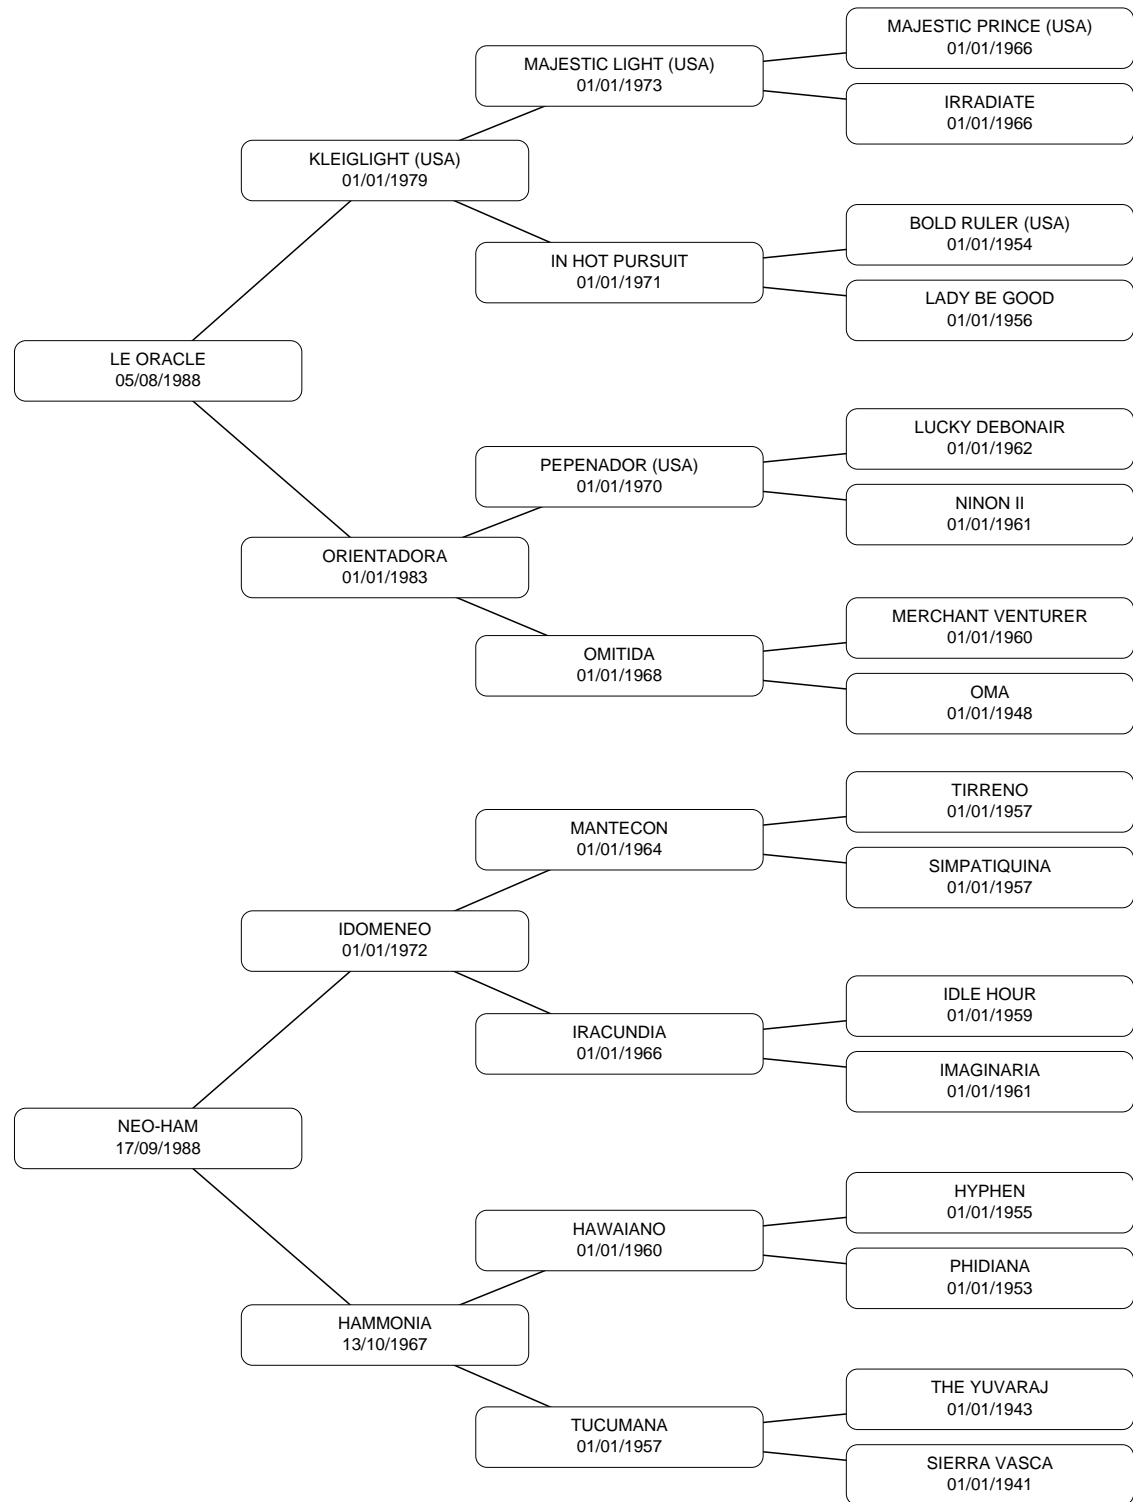 MAJESTIC PRINCE (USA)
01/01/1966
MAJESTIC LIGHT (USA)
01/01/1973
IRRADIATE
01/01/1966
KLEIGLIGHT (USA)
01/01/1979
BOLD RULER (USA)
01/01/1954
IN HOT PURSUIT
01/01/1971
LADY BE GOOD
01/01/1956
LE ORACLE
05/08/1988
LUCKY DEBONAIR
01/01/1962
PEPENADOR (USA)
01/01/1970
NINON II
01/01/1961
ORIENTADORA
01/01/1983
MERCHANT VENTURER
01/01/1960
OMITIDA
01/01/1968
OMA
01/01/1948
TIRRENO
01/01/1957
MANTECON
01/01/1964
SIMPATIQUINA
01/01/1957
IDOMENEO
01/01/1972
IDLE HOUR
01/01/1959
IRACUNDIA
01/01/1966
IMAGINARIA
01/01/1961
NEO-HAM
17/09/1988
HYPHEN
01/01/1955
HAWAIANO
01/01/1960
PHIDIANA
01/01/1953
HAMMONIA
13/10/1967
THE YUVARAJ
01/01/1943
TUCUMANA
01/01/1957
SIERRA VASCA
01/01/1941